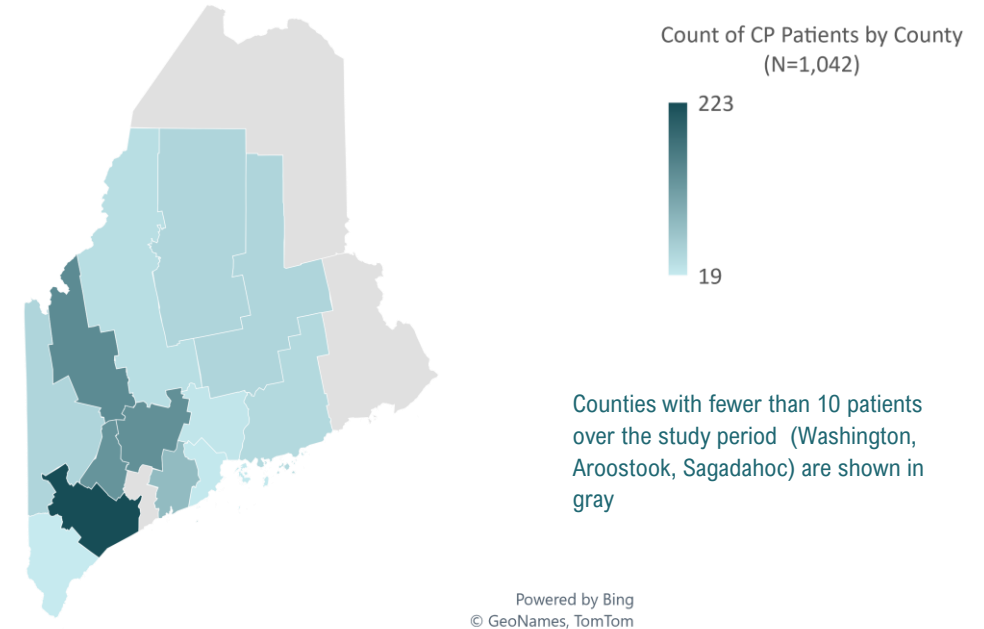 Count of CP Patients by County
(N=1,042)
223
19
Counties with fewer than 10 patients
over the study period  (Washington,
Aroostook, Sagadahoc) are shown in
gray
Powered by Bing
© GeoNames, TomTom